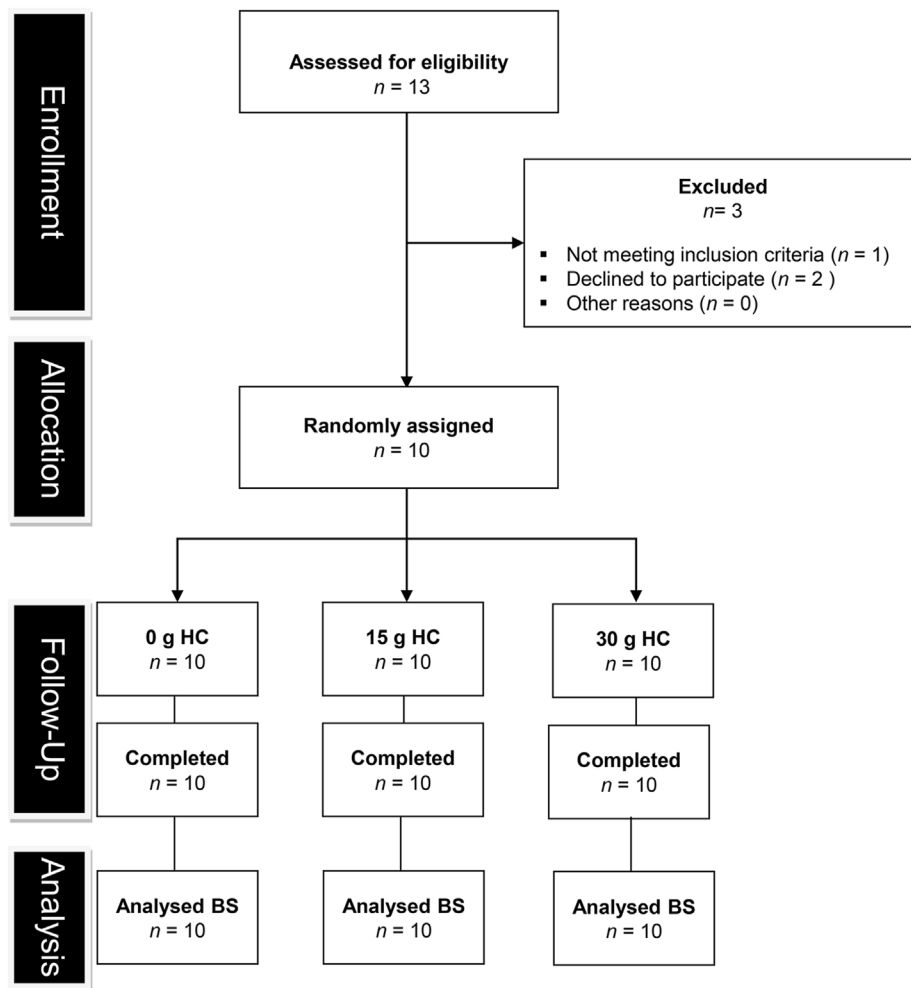 Enrollment
Assessed for eligibility
n = 13
Excluded
n= 3
▪ Not meeting inclusion criteria (n = 1)
▪ Declined to participate (n = 2 )
▪ Other reasons (n = 0)
Allocation
Randomly assigned
n = 10
Follow-Up
0 g HC
n = 10
15 g HC
n = 10
30 g HC
n = 10
Completed
n = 10
Completed
n = 10
Completed
n = 10
Analysis
Analysed BS
n = 10
Analysed BS
n = 10
Analysed BS
n = 10